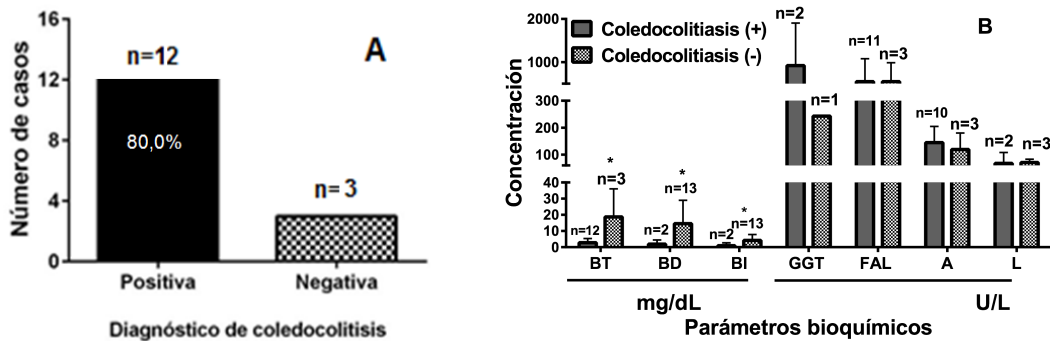 A
16
12
8
4
0
Número de casos
n=12
80,0%
n= 3
Positiva
Negativa
Diagnóstico de coledocolitisis
B
Coledocolitiasis (+)
Coledocolitiasis (-)
Concentración
2000
1000
300
200
100
40
30
20
10
0
n=12
*
n=3
n=2
*
n=13
n=2
*
n=13
n=2
n=1
n=11
n=3
n=10
n=3
n=2
n=3
BT
BD
BI
GGT
FAL
A
L
mg/dL
U/L
Parámetros bioquímicos